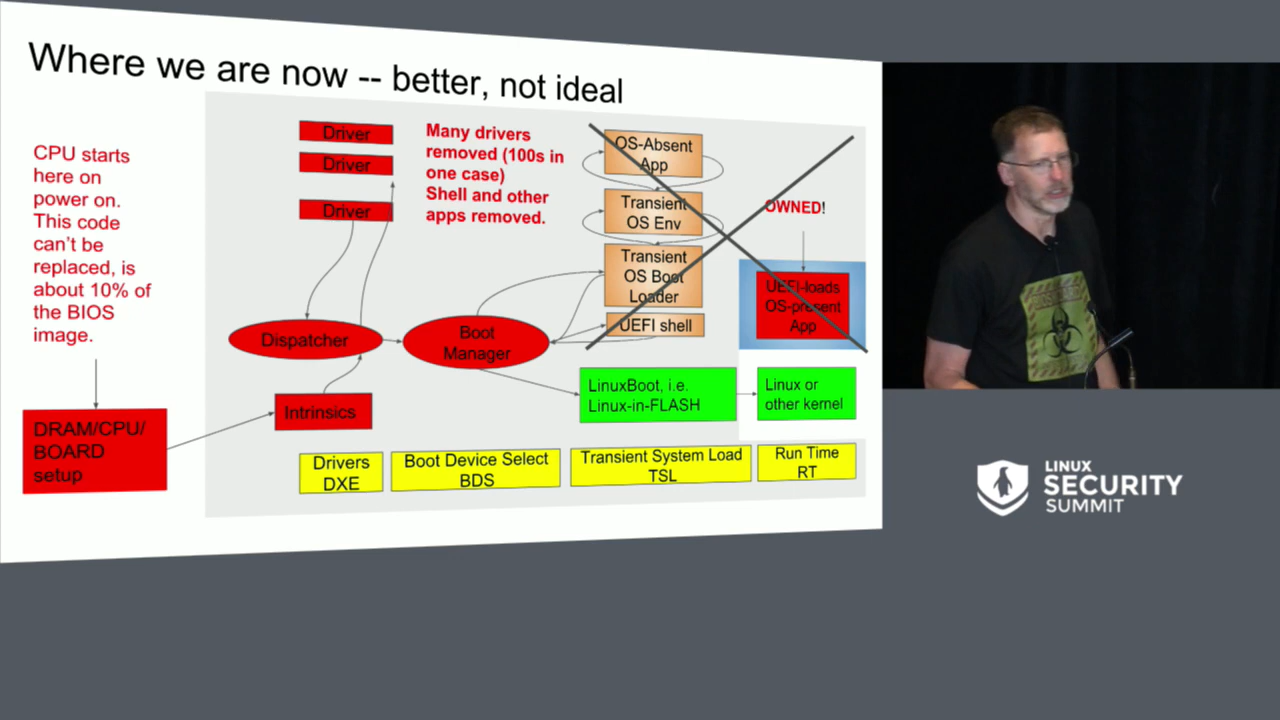 Where we are now -- better, not ideal
CPU starts
here on
power on.
This code
can't be
replaced, is
about 10% of
the BIOS
image.
DRAM/CPU/
BOARD
setup
Driver
Driver
Driver
Many drivers
removed (100s in
one case)
Shell and other
apps removed.
OS-Absent
App
Transient
OS Env
Transient
OS Boot
Loader
UEFI shell
OWNED!
UEFI-loads
OS-present
App
Dispatcher
Boot
Manager
Intrinsics
LinuxBoot, i.e.
Linux-in-FLASH
Linux or
other kernel
Drivers
DXE
Boot Device Select
BDS
Transient System Load
TSL
Run Time
RT
LINUX
SECURITY
SUMMIT